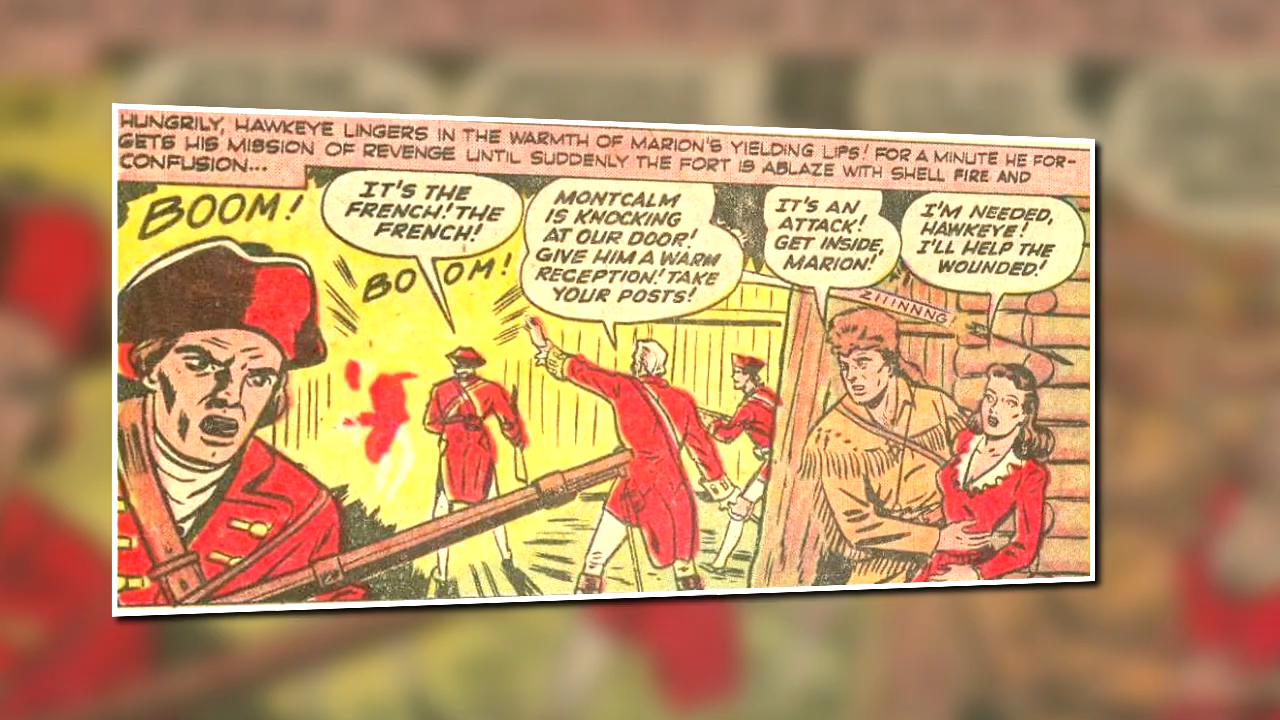 HUNGRILY, HAWKEYE LINGERS IN THE WARMTH OF MARION'S YIELDING LIPS! FOR A MINUTE HE FOR-
GETS HIS MISSION OF REVENGE UNTIL SUDDENLY THE FORT IS ABLAZE WITH SHELL FIRE AND
CONFUSION...
BOOM!
IT'S THE
FRENCH! THE
FRENCH!
BOOM!
MONTCALM
IS KNOCKING
AT OUR DOOR!
GIVE HIM A WARM
RECEPTION! TAKE
YOUR POSTS!
IT'S AN
ATTACK!
GET INSIDE,
MARION!
I'M NEEDED,
HAWKEYE!
I'LL HELP THE
WOUNDED!
ZIIINNNG